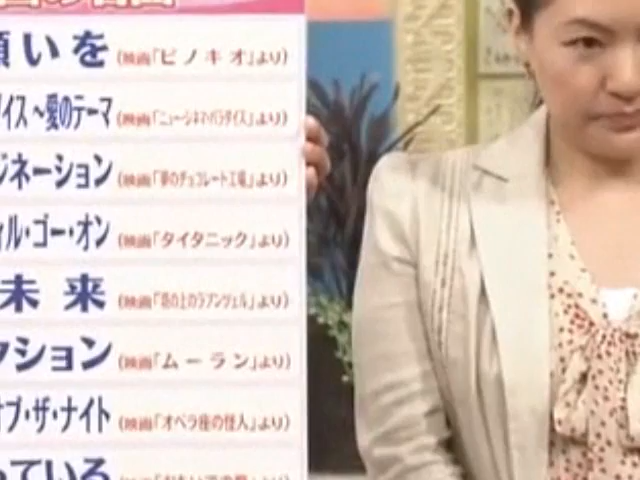 願いを（映画「ピノキオ」より）
イス～愛のテーマ（映画「ニュー・シネマ・パラダイス」より）
ジネーション（映画「夢のチョコレート工場」より）
ィル・ゴー・オン（映画「タイタニック」より）
未来（映画「塔の上のラプンツェル」より）
クション（映画「ムーラン」より）
オブ・ザ・ナイト（映画「オペラ座の怪人」より）
っている